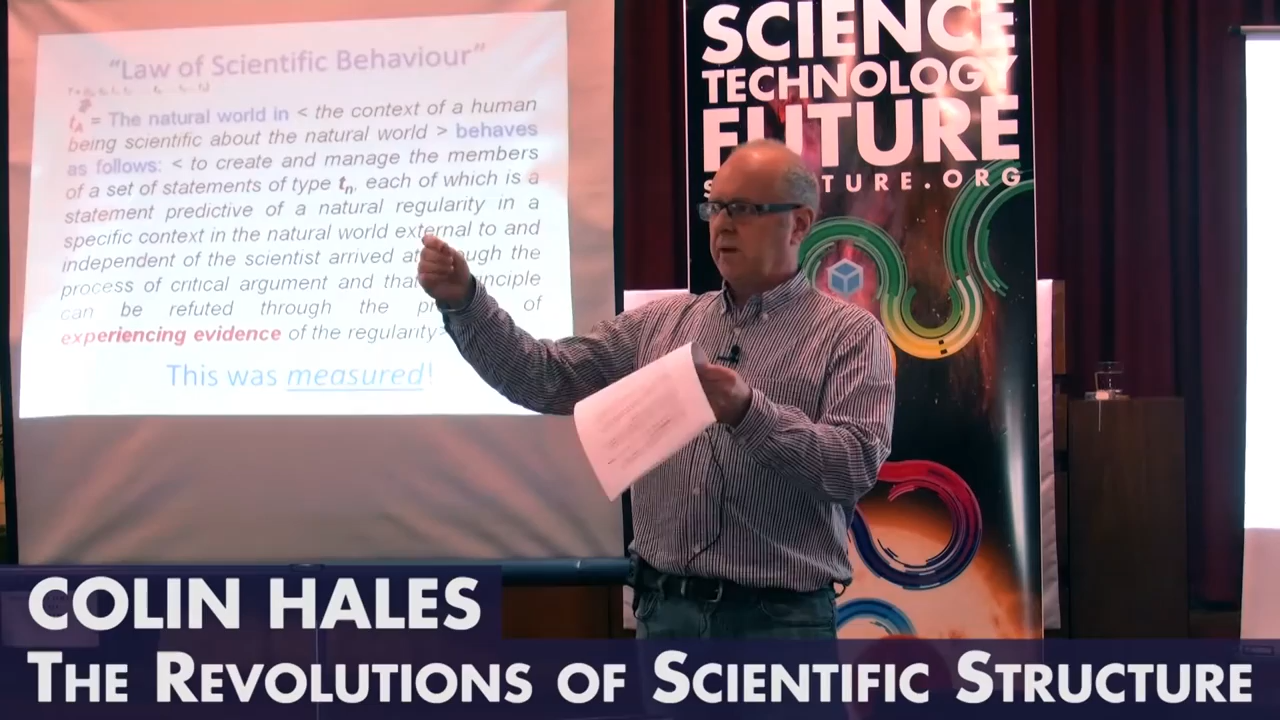 "Law of Scientific Behaviour"
tA = The natural world in < the context of a human
being scientific about the natural world > behaves
as follows: < to create and manage the members
of a set of statements of type tn, each of which is a
statement predictive of a natural regularity in a
specific context in the natural world external to and
independent of the scientist arrived at the
process of critical argument and that
can be refuted through the of
experiencing evidence of the regularity>
This was measured!
SCIENCE
TECHNOLOGY
FUTURE
COLIN HALES
THE REVOLUTIONS OF SCIENTIFIC STRUCTURE